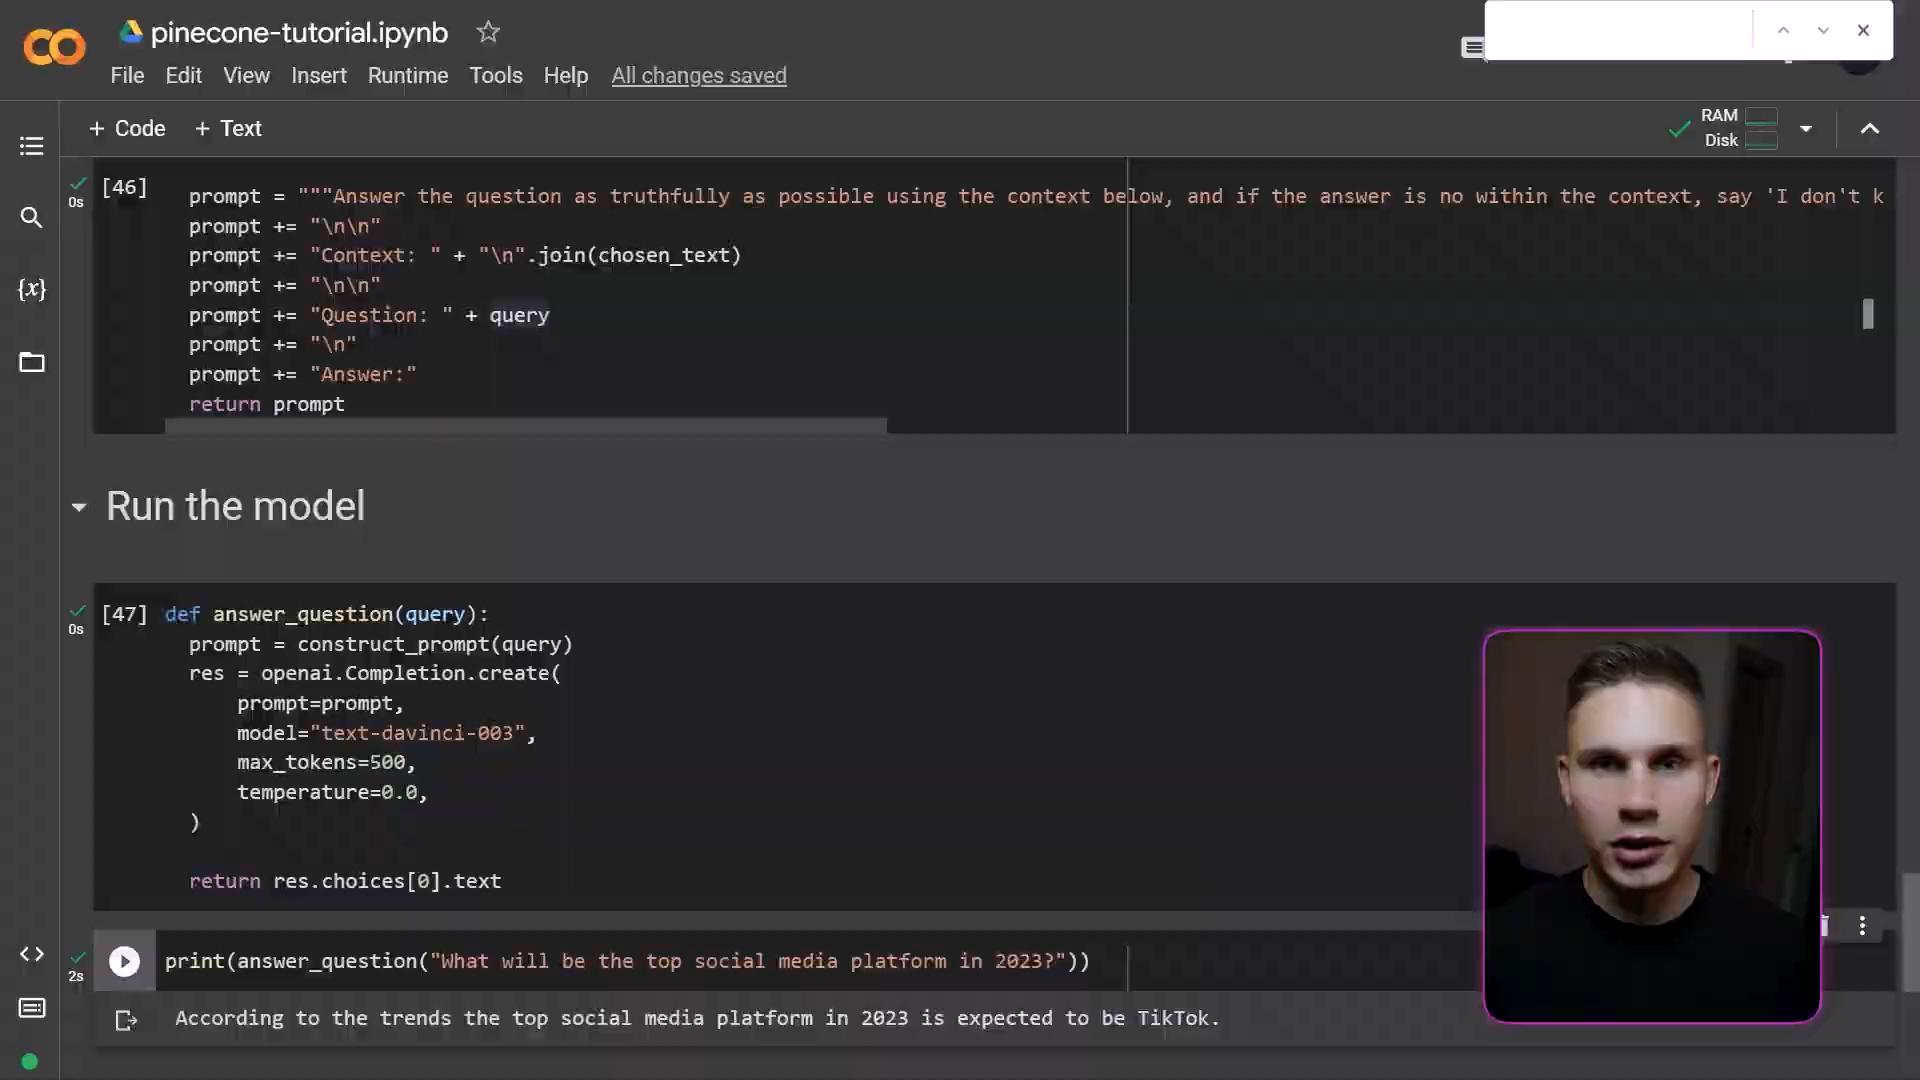 pinecone-tutorial.ipynb
File Edit View Insert Runtime Tools Help All changes saved
+ Code + Text
RAM
Disk
[46]
0s
prompt = """Answer the question as truthfully as possible using the context below, and if the answer is no within the context, say 'I don't k
prompt += "\n\n"
prompt += "Context: " + "\n".join(chosen_text)
prompt += "\n\n"
prompt += "Question: " + query
prompt += "\n"
prompt += "Answer:"
return prompt
Run the model
[47] def answer_question(query):
0s
prompt = construct_prompt(query)
res = openai.Completion.create(
prompt=prompt,
model="text-davinci-003",
max_tokens=500,
temperature=0.0,
)
return res.choices[0].text
2s
print(answer_question("What will be the top social media platform in 2023?"))
According to the trends the top social media platform in 2023 is expected to be TikTok.